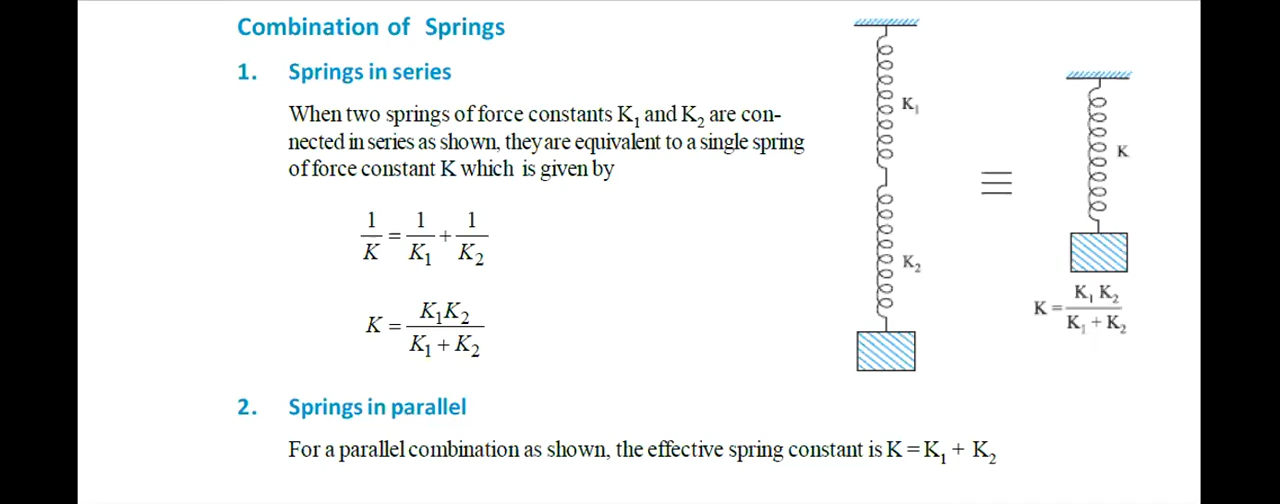 Combination of Springs
1. Springs in series
When two springs of force constants K₁ and K₂ are con-
nected in series as shown, they are equivalent to a single spring
of force constant K which is given by
1/K = 1/K₁ + 1/K₂
K = K₁K₂/(K₁ + K₂)
K₁
K₂
≡
K
K = K₁ K₂/(K₁ + K₂)
2. Springs in parallel
For a parallel combination as shown, the effective spring constant is K = K₁ + K₂